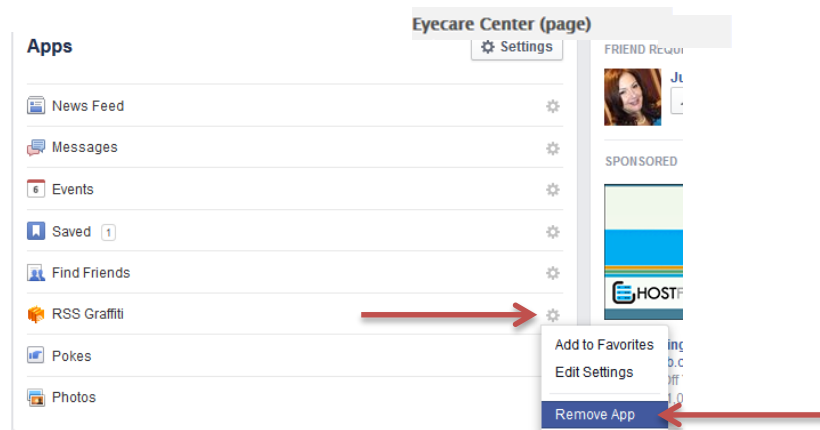 Eyecare Center (page)
Apps
Settings
FRIEND REQU
Ju
News Feed
Messages
SPONSORED
6 Events
Saved 1
Find Friends
HOSTF
RSS Graffiti
Add to Favorites
Pokes
Edit Settings
Photos
Remove App